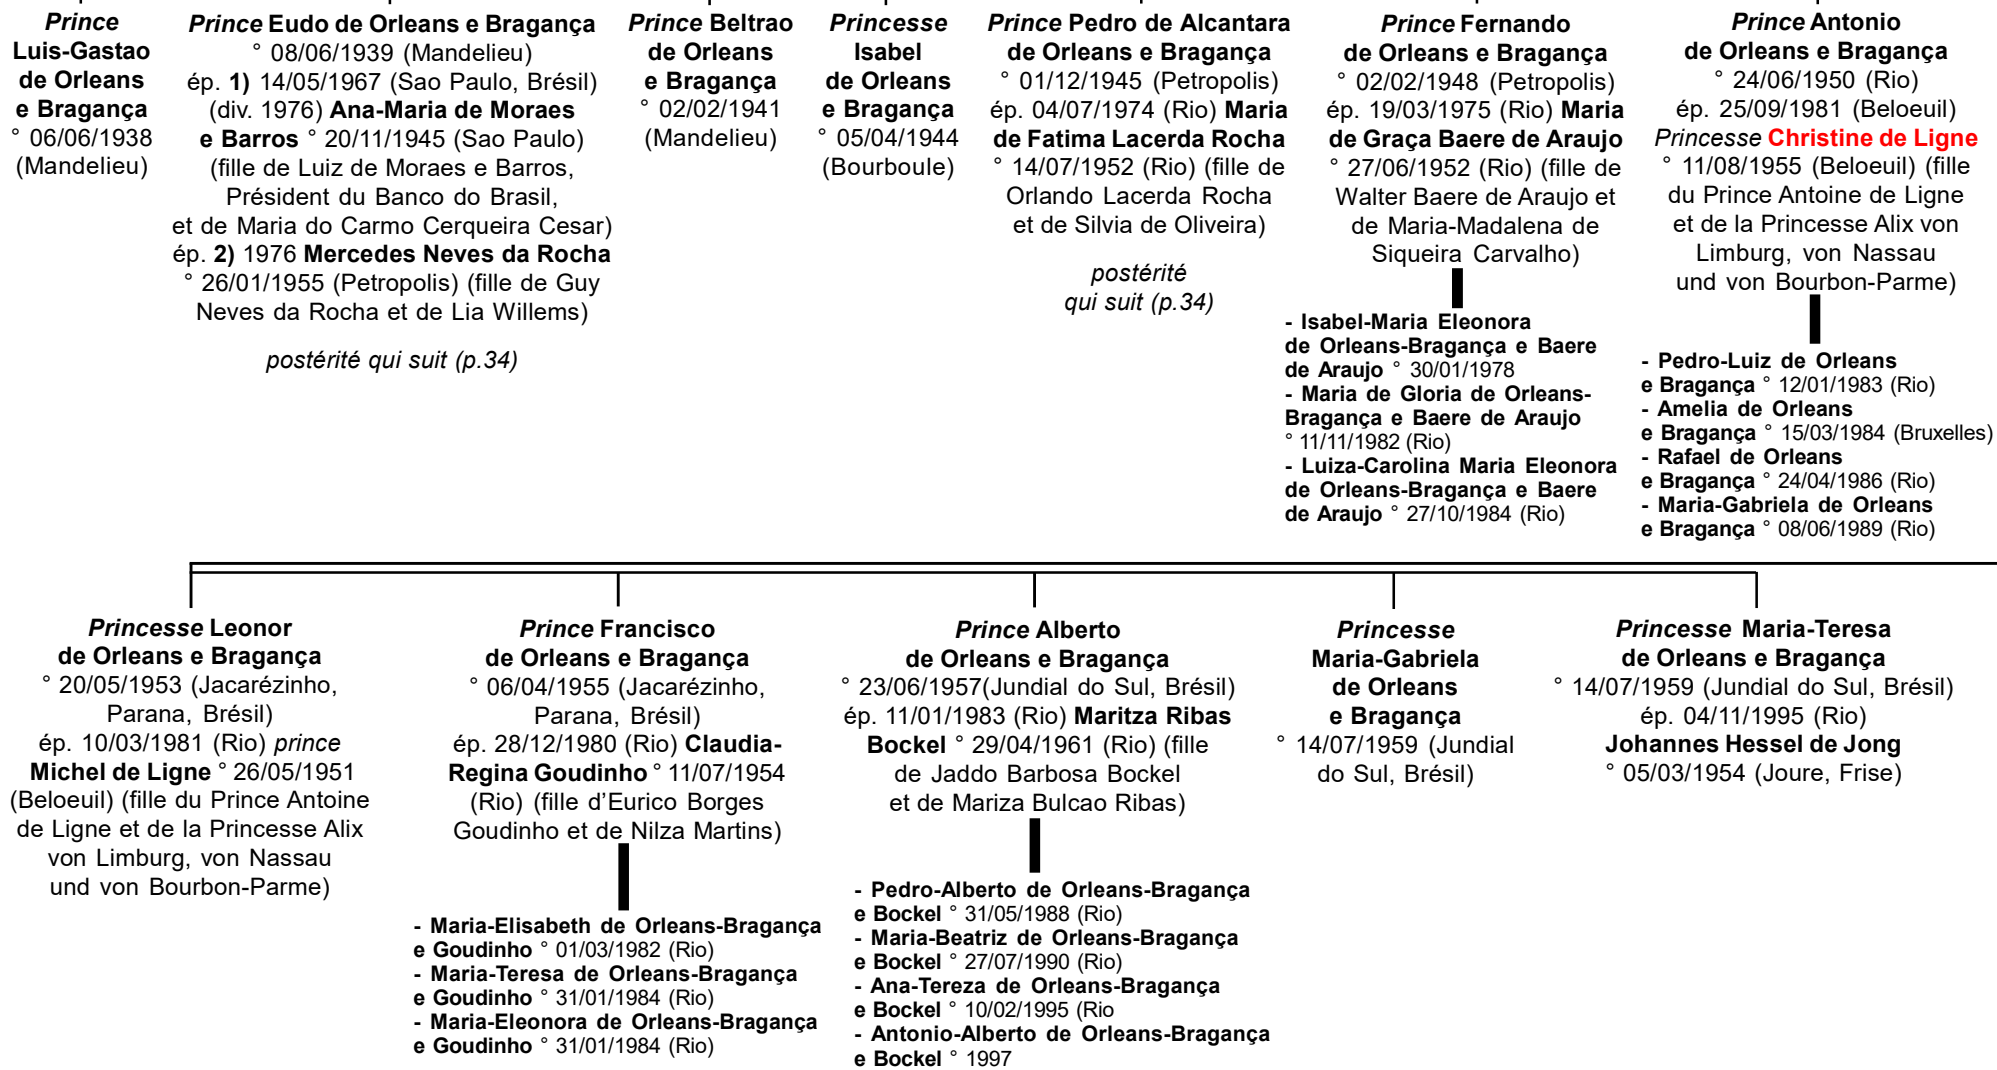 Prince
Luis-Gastao
de Orleans
e Bragança
° 06/06/1938
(Mandelieu)
Prince Eudo de Orleans e Bragança
° 08/06/1939 (Mandelieu)
ép. 1) 14/05/1967 (Sao Paulo, Brésil)
(div. 1976) Ana-Maria de Moraes
e Barros ° 20/11/1945 (Sao Paulo)
(fille de Luiz de Moraes e Barros,
Président du Banco do Brasil,
et de Maria do Carmo Cerqueira Cesar)
ép. 2) 1976 Mercedes Neves da Rocha
° 26/01/1955 (Petropolis) (fille de Guy
Neves da Rocha et de Lia Willems)
postérité qui suit (p.34)
Prince Beltrao
de Orleans
e Bragança
° 02/02/1941
(Mandelieu)
Princesse
Isabel
de Orleans
e Bragança
° 05/04/1944
(Bourboule)
Prince Pedro de Alcantara
de Orleans e Bragança
° 01/12/1945 (Petropolis)
ép. 04/07/1974 (Rio) Maria
de Fatima Lacerda Rocha
° 14/07/1952 (Rio) (fille de
Orlando Lacerda Rocha
et de Silvia de Oliveira)
postérité
qui suit (p.34)
Prince Fernando
de Orleans e Bragança
° 02/02/1948 (Petropolis)
ép. 19/03/1975 (Rio) Maria
de Graça Baere de Araujo
° 27/06/1952 (Rio) (fille de
Walter Baere de Araujo et
de Maria-Madalena de
Siqueira Carvalho)
- Isabel-Maria Eleonora
de Orleans-Bragança e Baere
de Araujo ° 30/01/1978
- Maria de Gloria de Orleans-
Bragança e Baere de Araujo
° 11/11/1982 (Rio)
- Luiza-Carolina Maria Eleonora
de Orleans-Bragança e Baere
de Araujo ° 27/10/1984 (Rio)
Prince Antonio
de Orleans e Bragança
° 24/06/1950 (Rio)
ép. 25/09/1981 (Beloeuil)
Princesse Christine de Ligne
° 11/08/1955 (Beloeuil) (fille
du Prince Antoine de Ligne
et de la Princesse Alix von
Limburg, von Nassau
und von Bourbon-Parme)
- Pedro-Luiz de Orleans
e Bragança ° 12/01/1983 (Rio)
- Amelia de Orleans
e Bragança ° 15/03/1984 (Bruxelles)
- Rafael de Orleans
e Bragança ° 24/04/1986 (Rio)
- Maria-Gabriela de Orleans
e Bragança ° 08/06/1989 (Rio)
Princesse Leonor
de Orleans e Bragança
° 20/05/1953 (Jacarézinho,
Parana, Brésil)
ép. 10/03/1981 (Rio) prince
Michel de Ligne ° 26/05/1951
(Beloeuil) (fille du Prince Antoine
de Ligne et de la Princesse Alix
von Limburg, von Nassau
und von Bourbon-Parme)
Prince Francisco
de Orleans e Bragança
° 06/04/1955 (Jacarézinho,
Parana, Brésil)
ép. 28/12/1980 (Rio) Claudia-
Regina Goudinho ° 11/07/1954
(Rio) (fille d'Eurico Borges
Goudinho et de Nilza Martins)
- Maria-Elisabeth de Orleans-Bragança
e Goudinho ° 01/03/1982 (Rio)
- Maria-Teresa de Orleans-Bragança
e Goudinho ° 31/01/1984 (Rio)
- Maria-Eleonora de Orleans-Bragança
e Goudinho ° 31/01/1984 (Rio)
Prince Alberto
de Orleans e Bragança
° 23/06/1957(Jundial do Sul, Brésil)
ép. 11/01/1983 (Rio) Maritza Ribas
Bockel ° 29/04/1961 (Rio) (fille
de Jaddo Barbosa Bockel
et de Mariza Bulcao Ribas)
- Pedro-Alberto de Orleans-Bragança
e Bockel ° 31/05/1988 (Rio)
- Maria-Beatriz de Orleans-Bragança
e Bockel ° 27/07/1990 (Rio)
- Ana-Tereza de Orleans-Bragança
e Bockel ° 10/02/1995 (Rio
- Antonio-Alberto de Orleans-Bragança
e Bockel ° 1997
Princesse
Maria-Gabriela
de Orleans
e Bragança
° 14/07/1959 (Jundial
do Sul, Brésil)
Princesse Maria-Teresa
de Orleans e Bragança
° 14/07/1959 (Jundial do Sul, Brésil)
ép. 04/11/1995 (Rio)
Johannes Hessel de Jong
° 05/03/1954 (Joure, Frise)